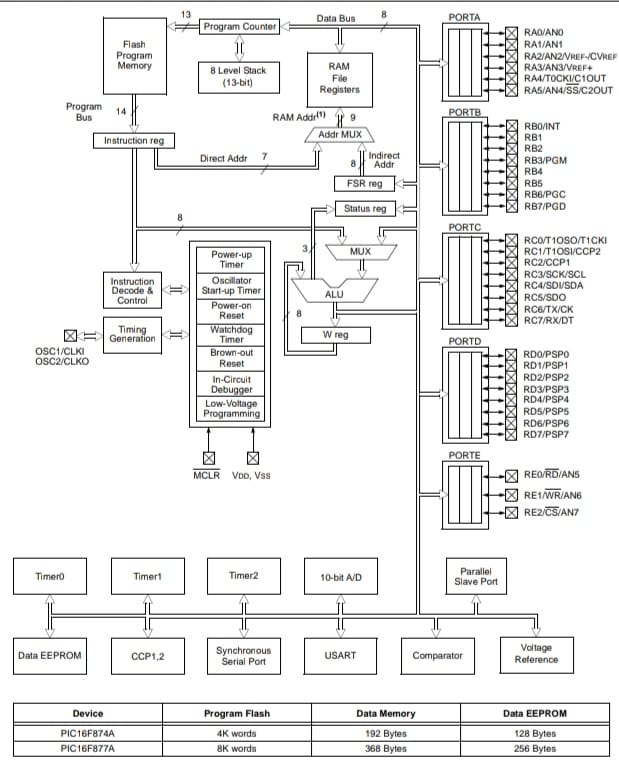 13
Data Bus
8
PORTA
Flash
Program
Memory
Program Counter
8 Level Stack
(13-bit)
RAM
File
Registers
RA0/AN0
RA1/AN1
RA2/AN2/VREF-/CVREF
RA3/AN3/VREF+
RA4/T0CKI/C1OUT
RA5/AN4/S̅S̅/C2OUT
Program
Bus
14
RAM Addr(1)
9
PORTB
Instruction reg
Addr MUX
RB0/INT
RB1
RB2
RB3/PGM
RB4
RB5
RB6/PGC
RB7/PGD
Direct Addr
7
8
Indirect
Addr
FSR reg
Status reg
8
PORTC
3
MUX
RC0/T1OSO/T1CKI
RC1/T1OSI/CCP2
RC2/CCP1
RC3/SCK/SCL
RC4/SDI/SDA
RC5/SDO
RC6/TX/CK
RC7/RX/DT
Instruction
Decode &
Control
Power-up
Timer
Oscillator
Start-up Timer
Power-on
Reset
Watchdog
Timer
Brown-out
Reset
In-Circuit
Debugger
Low-Voltage
Programming
ALU
8
W reg
Timing
Generation
OSC1/CLKI
OSC2/CLKO
PORTD
RD0/PSP0
RD1/PSP1
RD2/PSP2
RD3/PSP3
RD4/PSP4
RD5/PSP5
RD6/PSP6
RD7/PSP7
M̅C̅L̅R̅
VDD, VSS
PORTE
RE0/R̅D̅/AN5
RE1/W̅R̅/AN6
RE2/C̅S̅/AN7
Timer0
Timer1
Timer2
10-bit A/D
Parallel
Slave Port
Data EEPROM
CCP1,2
Synchronous
Serial Port
USART
Comparator
Voltage
Reference
Device Program Flash Data Memory Data EEPROM
PIC16F874A 4K words 192 Bytes 128 Bytes
PIC16F877A 8K words 368 Bytes 256 Bytes